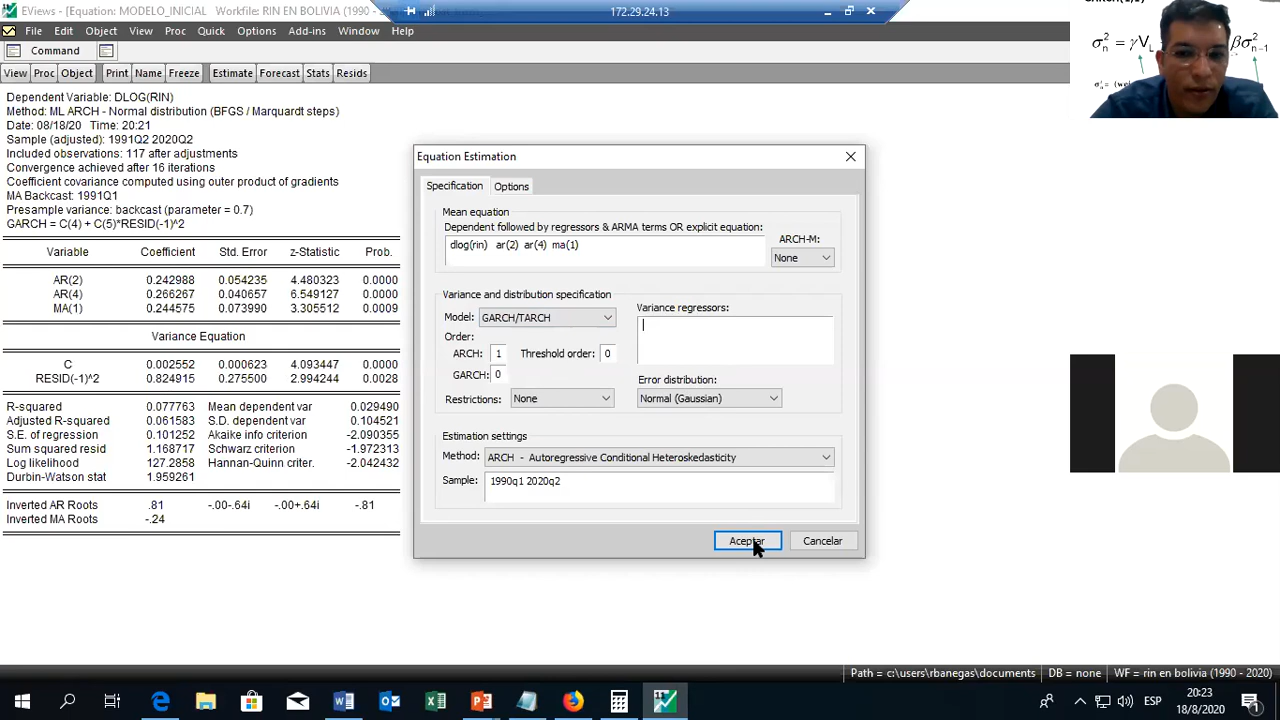 EViews - [Equation: MODELO_INICIAL Workfile: RIN EN BOLIVIA (1990 -
172.29.24.13
File Edit Object View Proc Quick Options Add-ins Window Help
Command
View Proc Object Print Name Freeze Estimate Forecast Stats Resids
Dependent Variable: DLOG(RIN)
Method: ML ARCH - Normal distribution (BFGS / Marquardt steps)
Date: 08/18/20 Time: 20:21
Sample (adjusted): 1991Q2 2020Q2
Included observations: 117 after adjustments
Convergence achieved after 16 iterations
Coefficient covariance computed using outer product of gradients
MA Backcast: 1991Q1
Presample variance: backcast (parameter = 0.7)
GARCH = C(4) + C(5)*RESID(-1)^2
Variable Coefficient Std. Error z-Statistic Prob.
AR(2) 0.242988 0.054235 4.480323 0.0000
AR(4) 0.266267 0.040657 6.549127 0.0000
MA(1) 0.244575 0.073990 3.305512 0.0009
Variance Equation
C 0.002552 0.000623 4.093447 0.0000
RESID(-1)^2 0.824915 0.275500 2.994244 0.0028
R-squared 0.077763 Mean dependent var 0.029490
Adjusted R-squared 0.061583 S.D. dependent var 0.104521
S.E. of regression 0.101252 Akaike info criterion -2.090355
Sum squared resid 1.168717 Schwarz criterion -1.972313
Log likelihood 127.2858 Hannan-Quinn criter. -2.042432
Durbin-Watson stat 1.959261
Inverted AR Roots .81 -.00-.64i -.00+.64i -.81
Inverted MA Roots -.24
Equation Estimation
Specification Options
Mean equation
Dependent followed by regressors & ARMA terms OR explicit equation:
dlog(rin) ar(2) ar(4) ma(1)
ARCH-M:
None
Variance and distribution specification
Model: GARCH/TARCH
Order:
ARCH: 1 Threshold order: 0
GARCH: 0
Restrictions: None
Variance regressors:
Error distribution:
Normal (Gaussian)
Estimation settings
Method: ARCH - Autoregressive Conditional Heteroskedasticity
Sample: 1990q1 2020q2
Aceptar Cancelar
σ²ₙ = γV_L
βσ²ₙ₋₁
Path = c:\users\rbanegas\documents DB = none WF = rin en bolivia (1990 - 2020)
ESP
20:23
18/8/2020
1